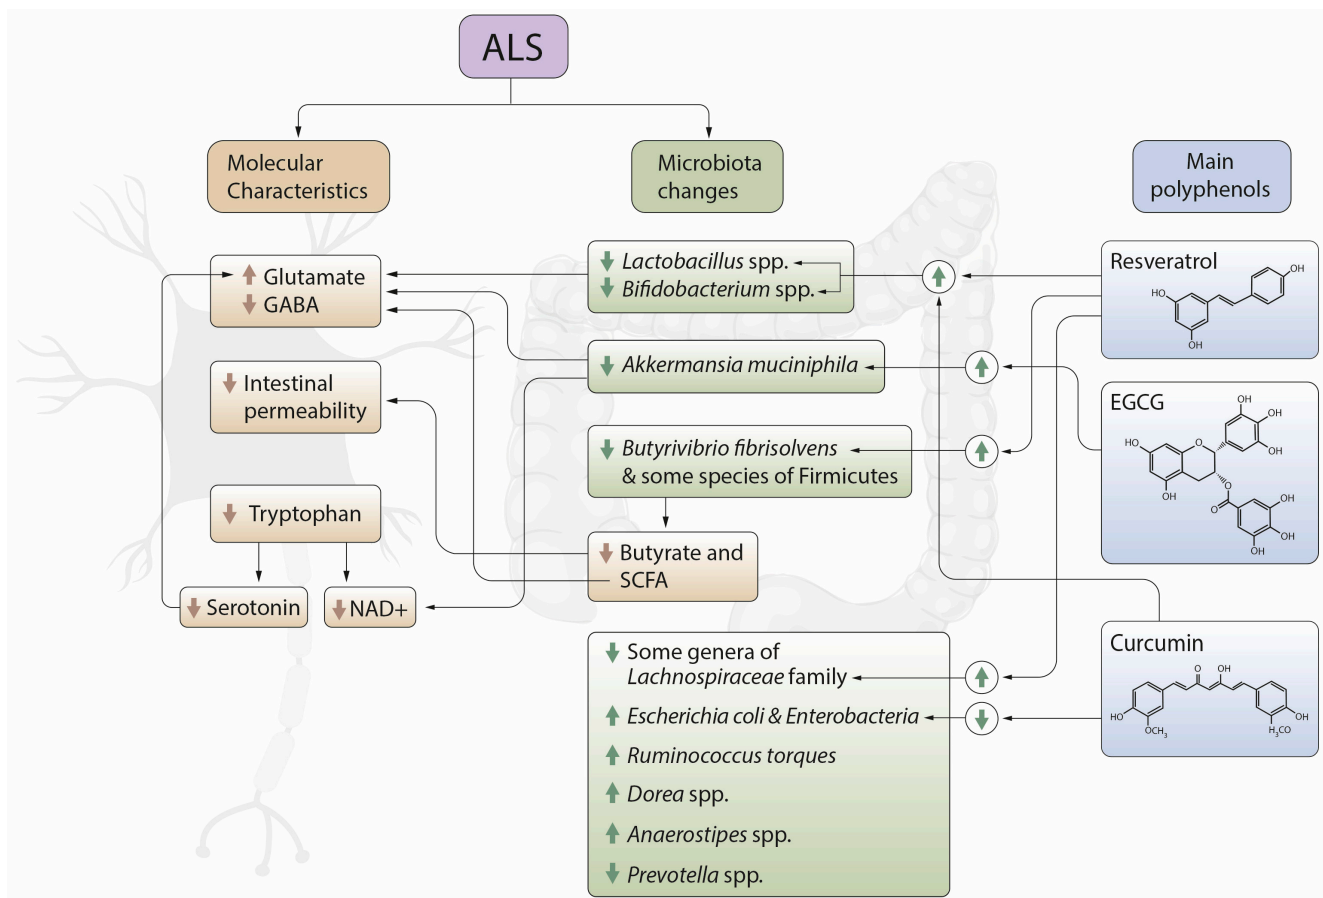 ALS
Molecular
Characteristics
Microbiota
changes
Main
polyphenols
Glutamate
GABA
Intestinal
permeability
Tryptophan
Serotonin
NAD+
Lactobacillus spp.
Bifidobacterium spp.
Akkermansia muciniphila
Butyrivibrio fibrisolvens
& some species of Firmicutes
Butyrate and
SCFA
Some genera of
Lachnospiraceae family
Escherichia coli & Enterobacteria
Ruminococcus torques
Dorea spp.
Anaerostipes spp.
Prevotella spp.
Resveratrol
OH
HO
OH
EGCG
OH
OH
HO
O
OH
OH
O
O
OH
OH
OH
Curcumin
O
OH
HO
OCH3
OH
H3CO